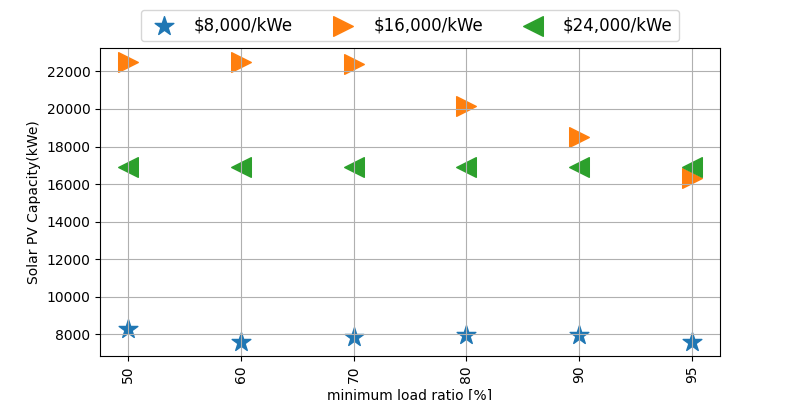 $8,000/kWe $16,000/kWe $24,000/kWe
Solar PV Capacity(kWe)
22000
20000
18000
16000
14000
12000
10000
8000
50 60 70 80 90 95
minimum load ratio [%]